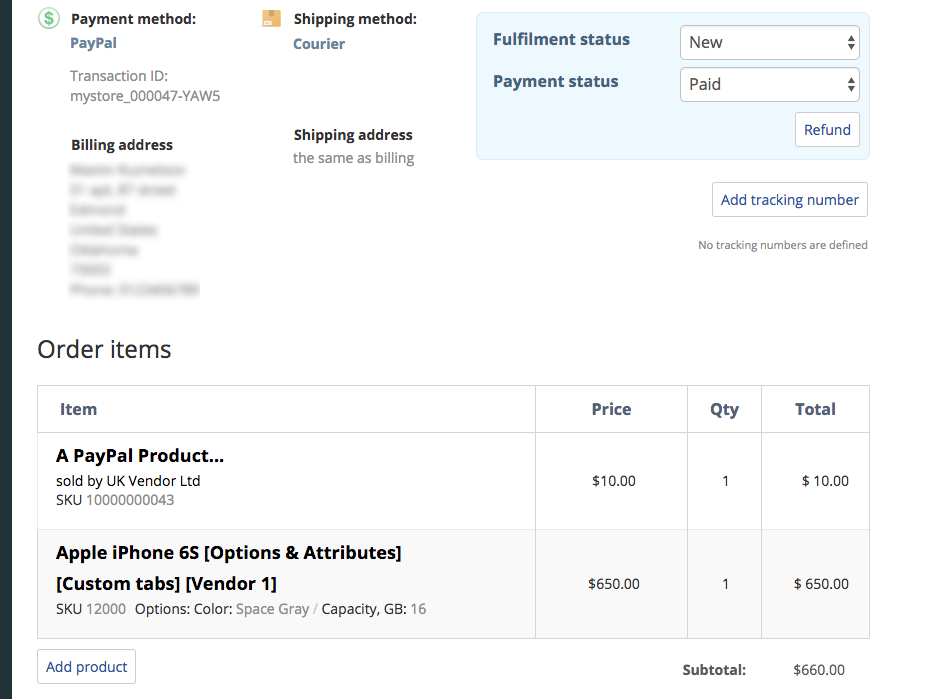 Payment method:
PayPal
Transaction ID:
mystore_000047-YAW5
Billing address
Shipping method:
Courier
Shipping address
the same as billing
Fulfilment status New
Payment status Paid
Refund
Add tracking number
No tracking numbers are defined
Order items
Item Price Qty Total
A PayPal Product...
sold by UK Vendor Ltd
SKU 10000000043
$10.00 1 $ 10.00
Apple iPhone 6S [Options & Attributes]
[Custom tabs] [Vendor 1]
SKU 12000 Options: Color: Space Gray / Capacity, GB: 16
$650.00 1 $ 650.00
Add product
Subtotal: $660.00